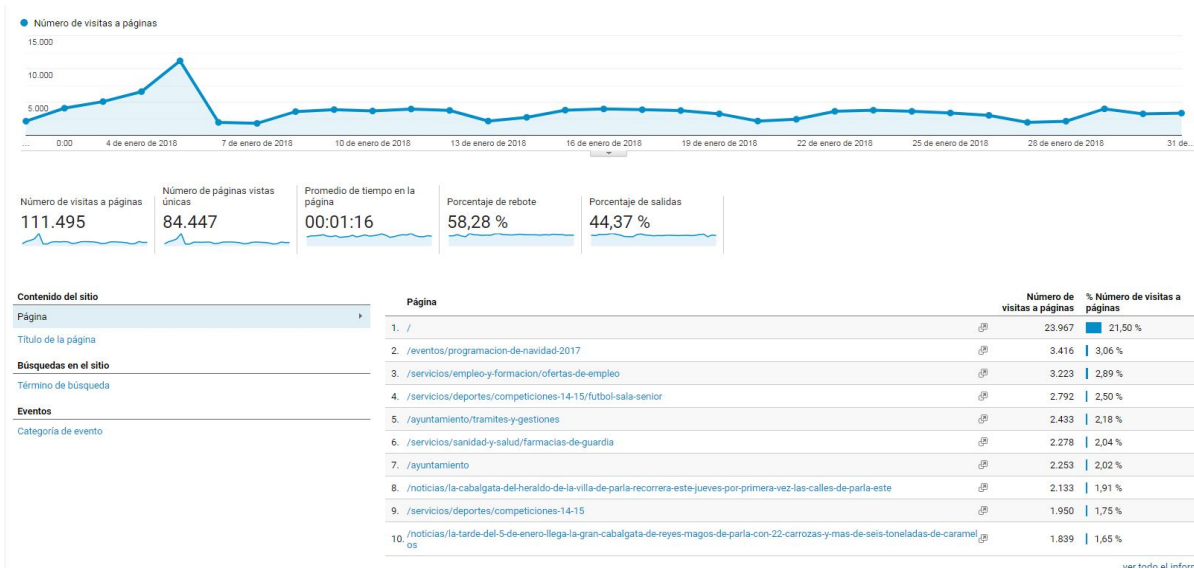 Número de visitas a páginas
15.000
10.000
5.000
... 0:00 4 de enero de 2018 7 de enero de 2018 10 de enero de 2018 13 de enero de 2018 16 de enero de 2018 19 de enero de 2018 22 de enero de 2018 25 de enero de 2018 28 de enero de 2018 31 de...
Número de visitas a páginas
111.495
Número de páginas vistas
únicas
84.447
Promedio de tiempo en la
página
00:01:16
Porcentaje de rebote
58,28 %
Porcentaje de salidas
44,37 %
Contenido del sitio
Página
Título de la página
Búsquedas en el sitio
Término de búsqueda
Eventos
Categoría de evento
Página
Número de
visitas a páginas
% Número de visitas a
páginas
1. / 23.967 21,50 %
2. /eventos/programacion-de-navidad-2017 3.416 3,06 %
3. /servicios/empleo-y-formacion/ofertas-de-empleo 3.223 2,89 %
4. /servicios/deportes/competiciones-14-15/futbol-sala-senior 2.792 2,50 %
5. /ayuntamiento/tramites-y-gestiones 2.433 2,18 %
6. /servicios/sanidad-y-salud/farmacias-de-guardia 2.278 2,04 %
7. /ayuntamiento 2.253 2,02 %
8. /noticias/la-cabalgata-del-heraldo-de-la-villa-de-parla-recorrera-este-jueves-por-primera-vez-las-calles-de-parla-este 2.133 1,91 %
9. /servicios/deportes/competiciones-14-15 1.950 1,75 %
10. /noticias/la-tarde-del-5-de-enero-llega-la-gran-cabalgata-de-reyes-magos-de-parla-con-22-carrozas-y-mas-de-seis-toneladas-de-caramel
os 1.839 1,65 %
ver todo el infor